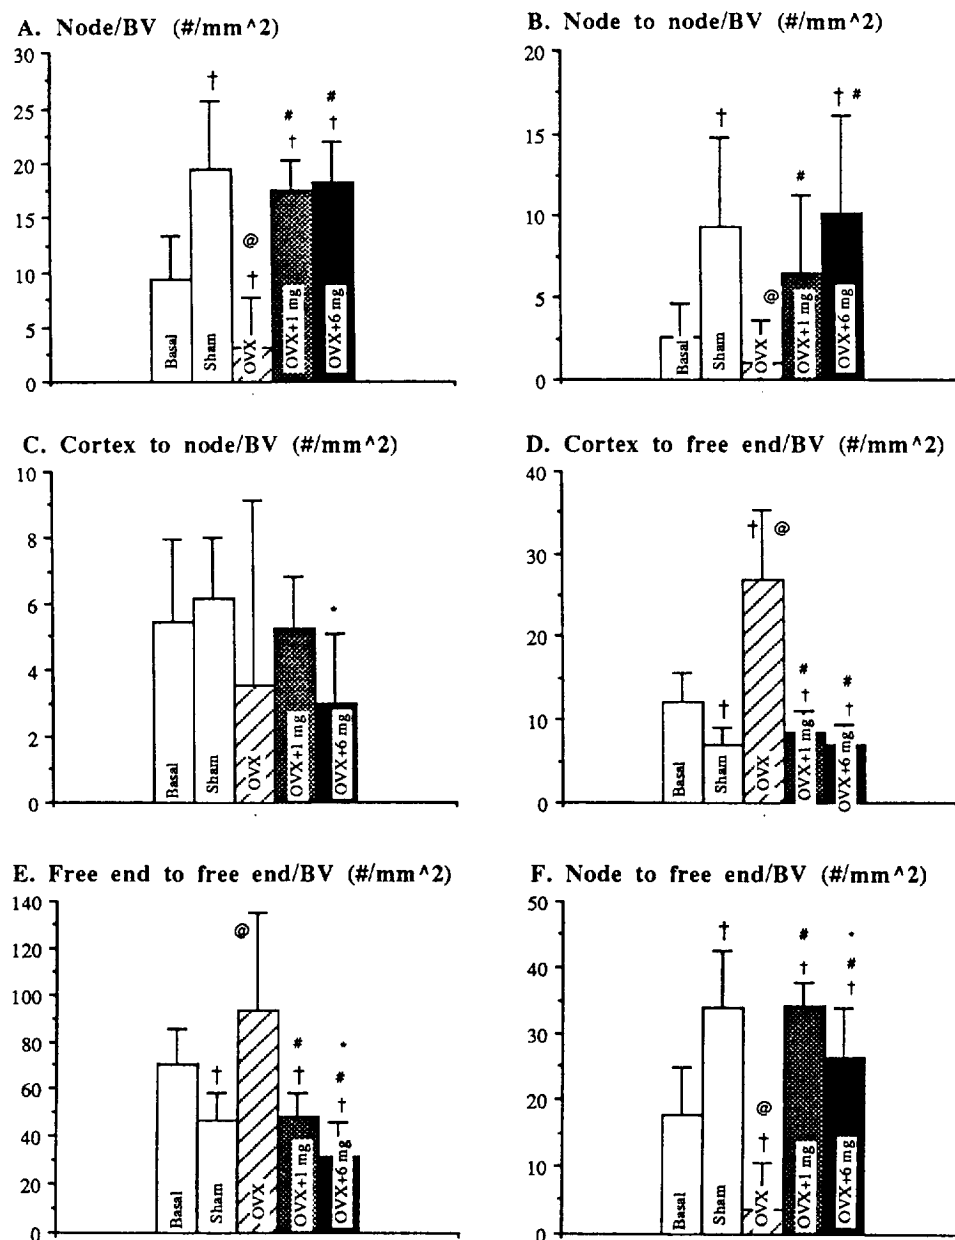 A. Node/BV (#/mm^2)
30
25
20
15
10
5
0
†
@
†
#
†
#
†
Basal
Sham
OVX
OVX+1 mg
OVX+6 mg
B. Node to node/BV (#/mm^2)
20
15
10
5
0
†
@
#
† #
Basal
Sham
OVX
OVX+1 mg
OVX+6 mg
C. Cortex to node/BV (#/mm^2)
10
8
6
4
2
0
*
Basal
Sham
OVX
OVX+1 mg
OVX+6 mg
D. Cortex to free end/BV (#/mm^2)
40
30
20
10
0
†
† @
#
†
#
†
Basal
Sham
OVX
OVX+1 mg
OVX+6 mg
E. Free end to free end/BV (#/mm^2)
140
120
100
80
60
40
20
0
†
@
#
†
*
#
†
Basal
Sham
OVX
OVX+1 mg
OVX+6 mg
F. Node to free end/BV (#/mm^2)
50
40
30
20
10
0
†
@
†
#
†
*
#
†
Basal
Sham
OVX
OVX+1 mg
OVX+6 mg